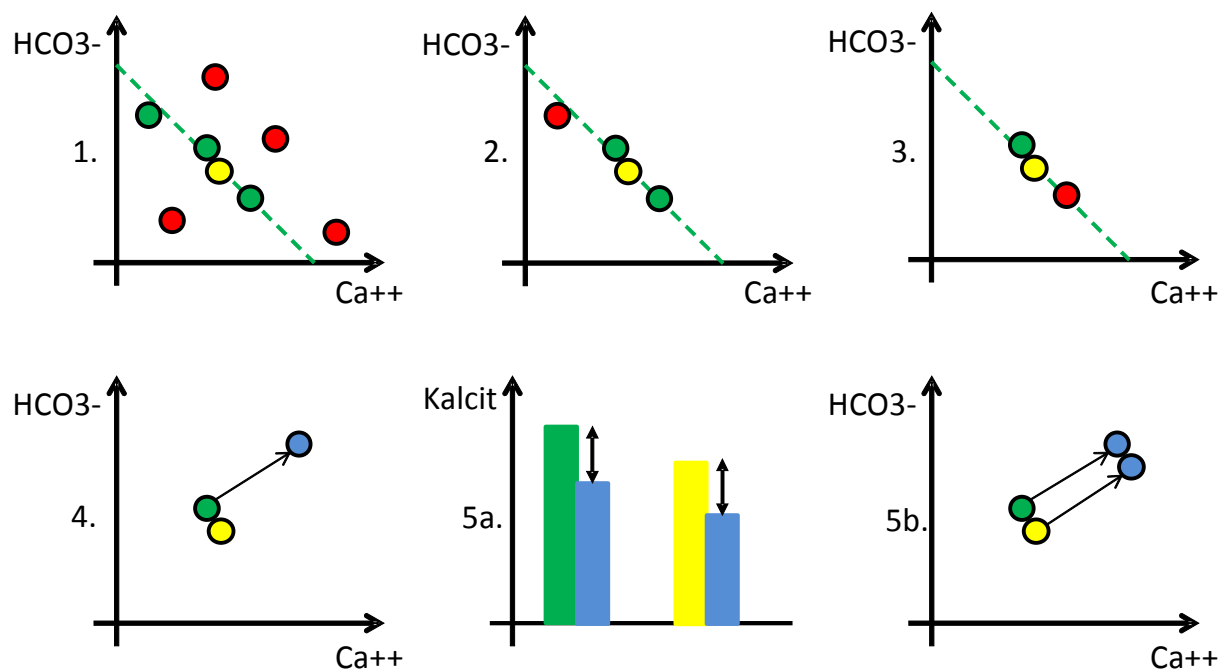 HCO3-
1.
Ca++
HCO3-
2.
Ca++
HCO3-
3.
Ca++
HCO3-
4.
Ca++
Kalcit
5a.
HCO3-
5b.
Ca++